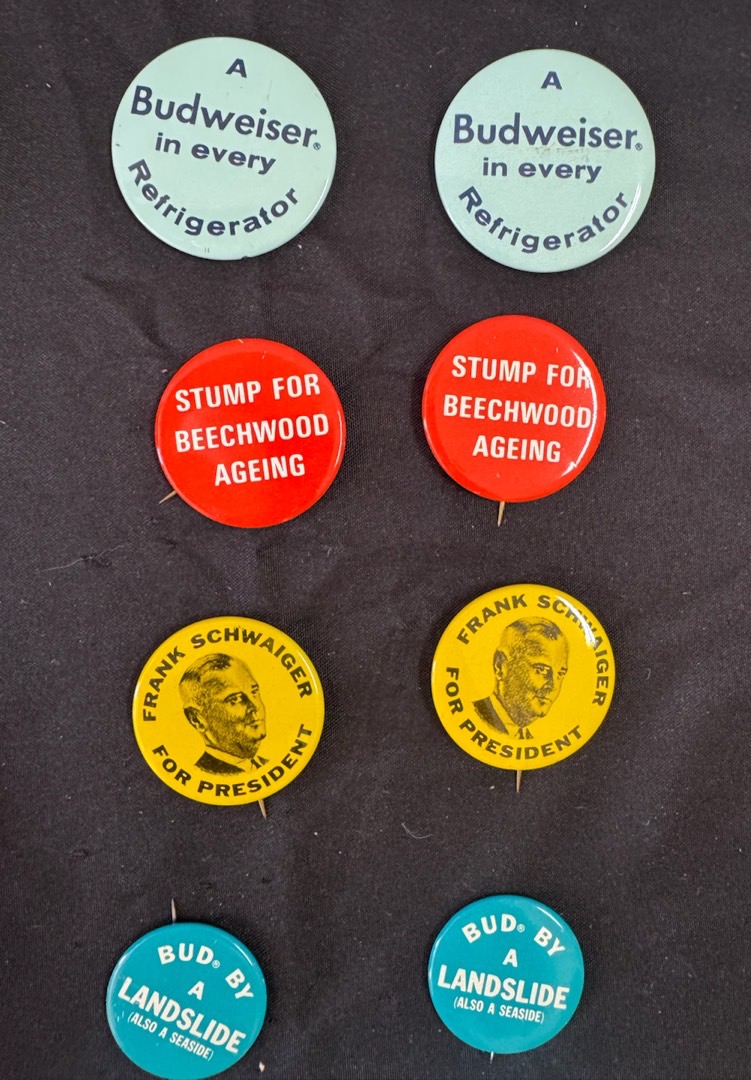 A
Budweiser®
in every
Refrigerator
A
Budweiser®
in every
Refrigerator
STUMP FOR
BEECHWOOD
AGEING
STUMP FOR
BEECHWOOD
AGEING
FRANK SCHWAIGER
FOR PRESIDENT
FRANK SCHWAIGER
FOR PRESIDENT
BUD® BY
A
LANDSLIDE
(ALSO A SEASIDE)
BUD® BY
A
LANDSLIDE
(ALSO A SEASIDE)